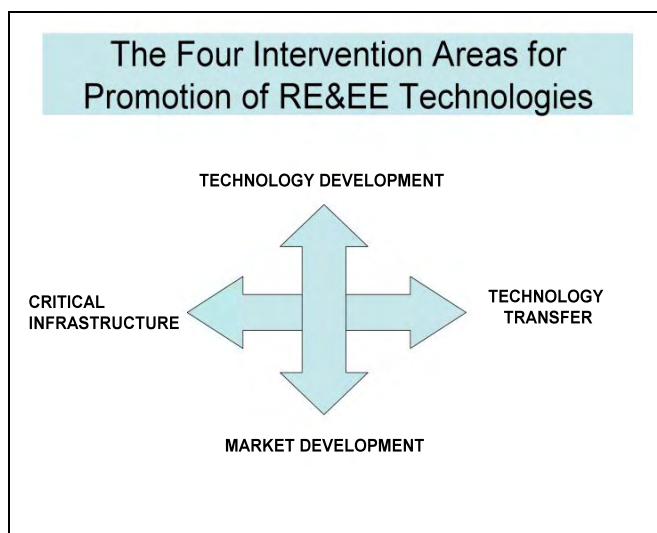 The Four Intervention Areas for
Promotion of RE&EE Technologies
TECHNOLOGY DEVELOPMENT
CRITICAL
INFRASTRUCTURE
TECHNOLOGY
TRANSFER
MARKET DEVELOPMENT